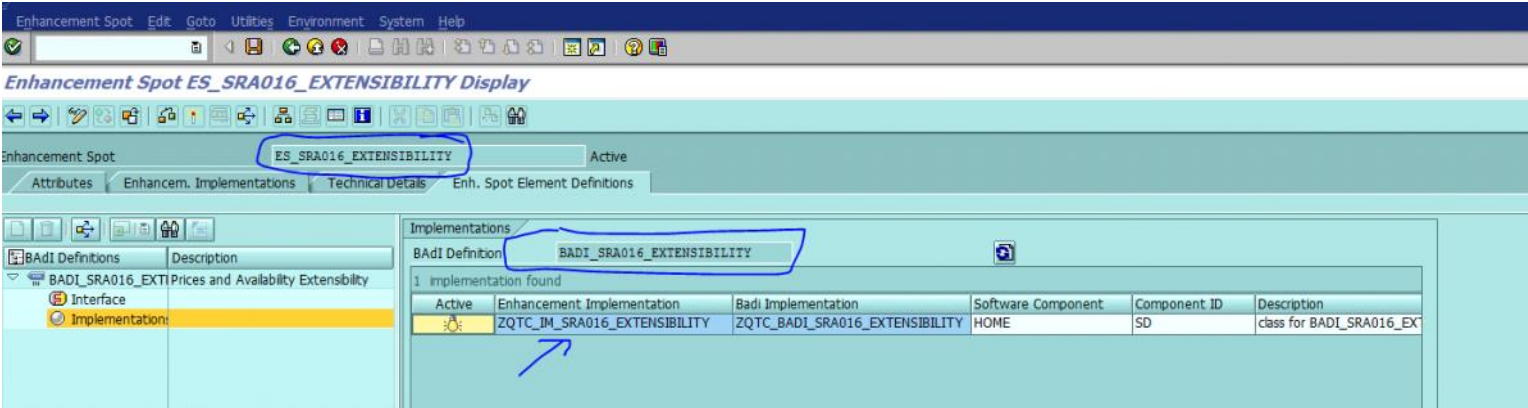 Enhancement Spot Edit Goto Utilities Environment System Help
Enhancement Spot ES_SRA016_EXTENSIBILITY Display
Enhancement Spot ES_SRA016_EXTENSIBILITY Active
Attributes Enhancem. Implementations Technical Details Enh. Spot Element Definitions
Implementations
BAdI Definitions Description
BAdI Definition BADI_SRA016_EXTENSIBILITY
BADI_SRA016_EXTI Prices and Availability Extensibility
1 implementation found
Interface
Active Enhancement Implementation Badi Implementation Software Component Component ID Description
Implementations
ZQTC_IM_SRA016_EXTENSIBILITY ZQTC_BADI_SRA016_EXTENSIBILITY HOME SD class for BADI_SRA016_EXT